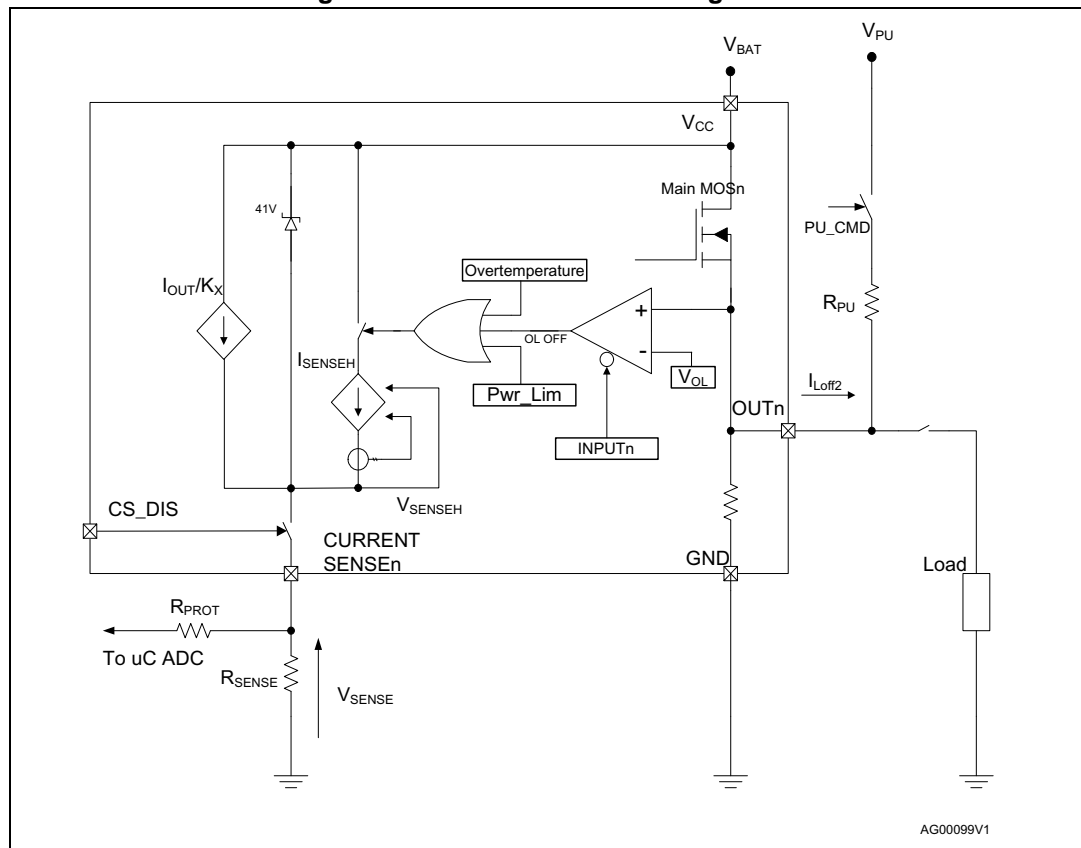 V_BAT
V_PU
V_CC
Main MOSn
41V
PU_CMD
Overtemperature
I_OUT/K_X
R_PU
+
OL OFF
-
I_SENSEH
V_OL
Pwr_Lim
I_Loff2
OUTn
INPUTn
V_SENSEH
CS_DIS
CURRENT
SENSEn
GND
Load
R_PROT
To uC ADC
R_SENSE
V_SENSE
AG00099V1